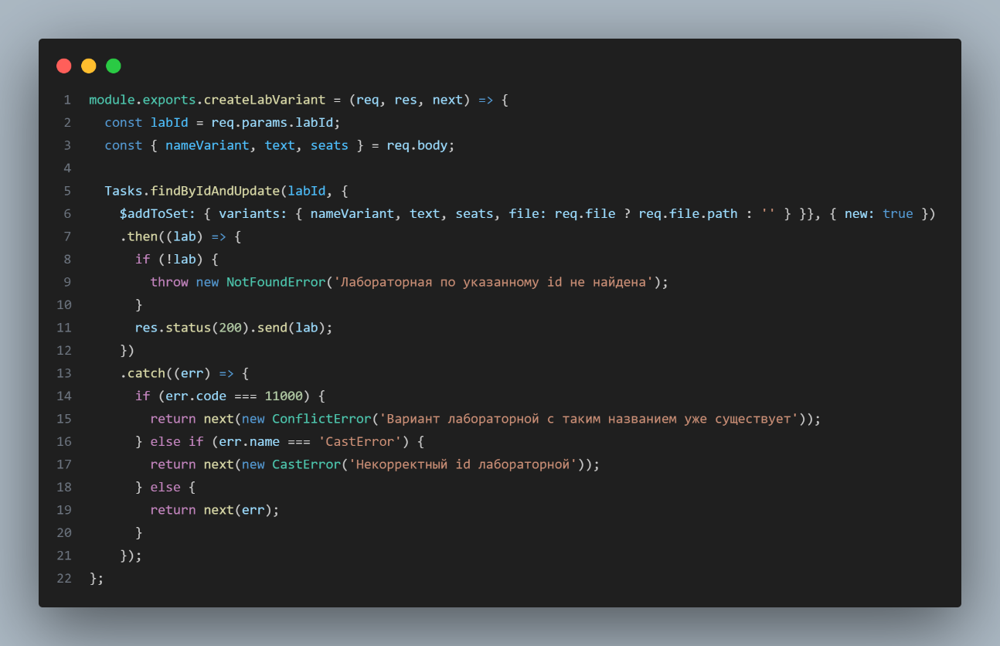 1 module.exports.createLabVariant = (req, res, next) => {
2   const labId = req.params.labId;
3   const { nameVariant, text, seats } = req.body;
4
5   Tasks.findByIdAndUpdate(labId, {
6     $addToSet: { variants: { nameVariant, text, seats, file: req.file ? req.file.path : '' } }}, { new: true })
7     .then((lab) => {
8       if (!lab) {
9         throw new NotFoundError('Лабораторная по указанному id не найдена');
10       }
11       res.status(200).send(lab);
12     })
13     .catch((err) => {
14       if (err.code === 11000) {
15         return next(new ConflictError('Вариант лабораторной с таким названием уже существует'));
16       } else if (err.name === 'CastError') {
17         return next(new CastError('Некорректный id лабораторной'));
18       } else {
19         return next(err);
20       }
21     });
22 };